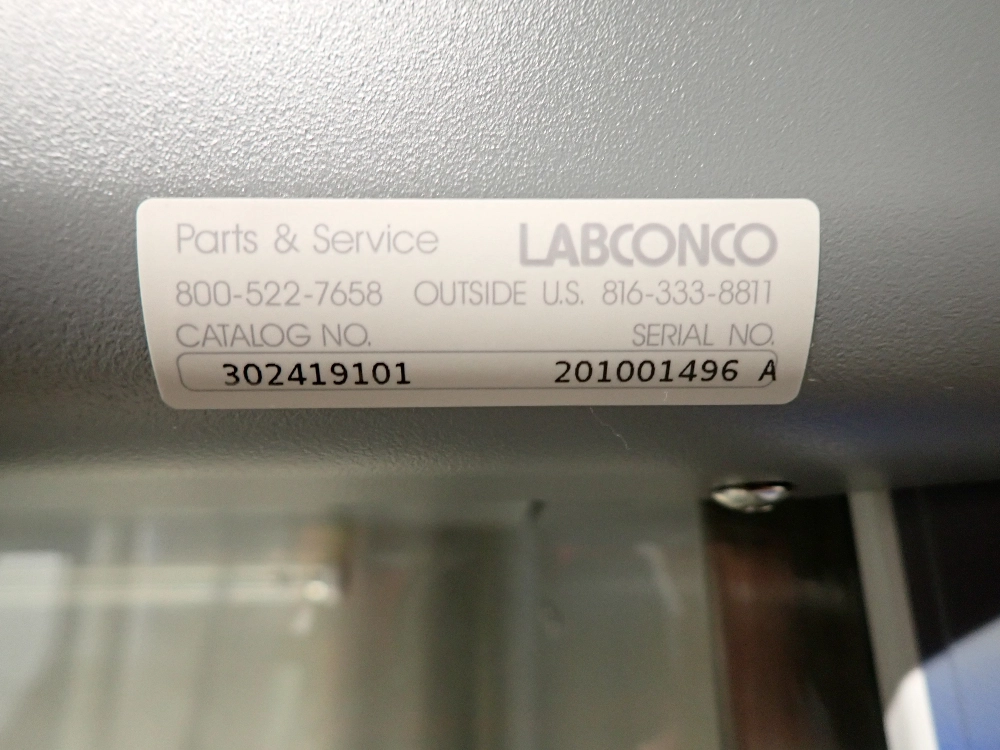 Parts & Service LABCONCO
800-522-7658 OUTSIDE U.S. 816-333-8811
CATALOG NO. SERIAL NO.
302419101 201001496 A